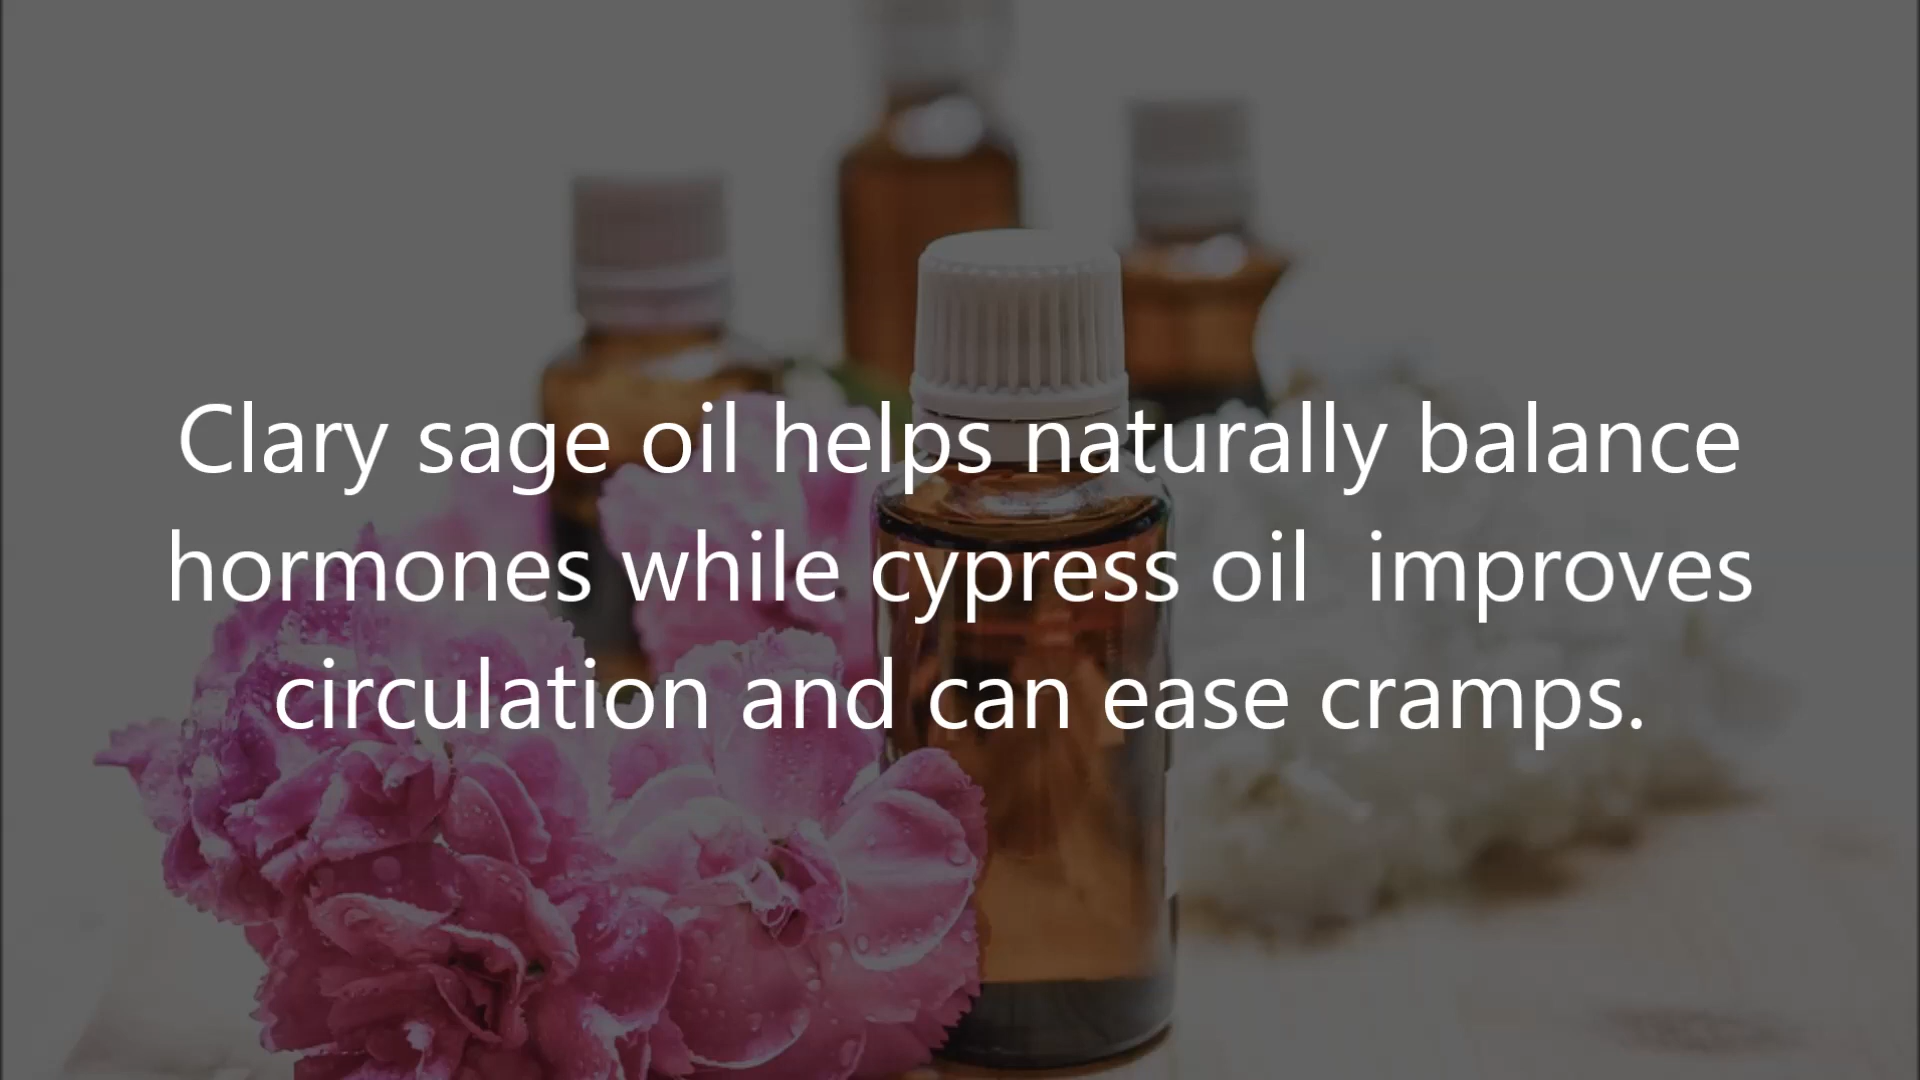 Clary sage oil helps naturally balance
hormones while cypress oil  improves
circulation and can ease cramps.